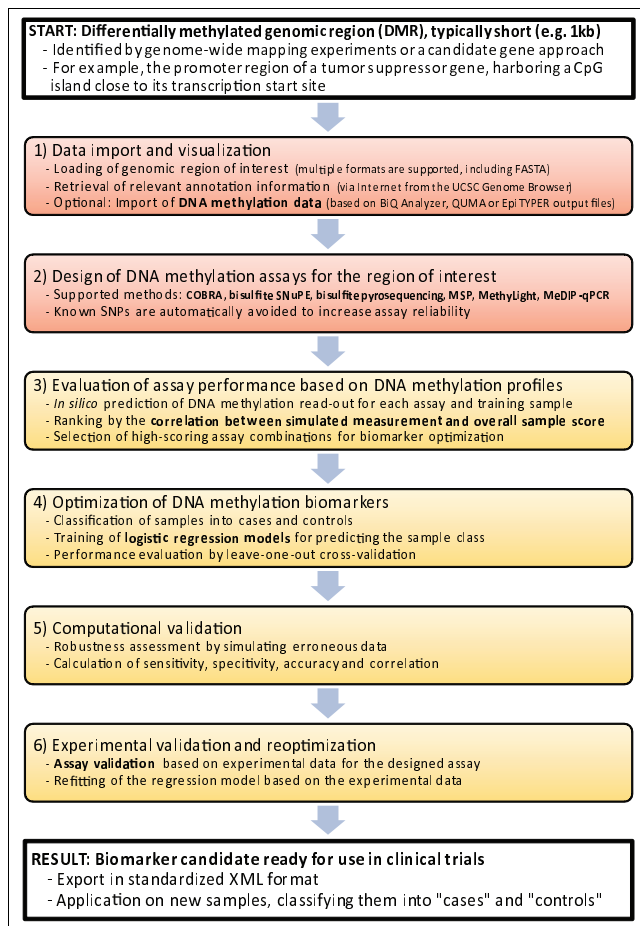 START: Differentially methylated genomic region (DMR), typically short (e.g. 1kb)
- Identified by genome-wide mapping experiments or a candidate gene approach
- For example, the promoter region of a tumor suppressor gene, harboring a CpG
island close to its transcription start site
1) Data import and visualization
- Loading of genomic region of interest (multiple formats are supported, including FASTA)
- Retrieval of relevant annotation information (via Internet from the UCSC Genome Browser)
- Optional: Import of DNA methylation data (based on BiQ Analyzer, QUMA or EpiTYPER output files)
2) Design of DNA methylation assays for the region of interest
- Supported methods: COBRA, bisulfite SNuPE, bisulfite pyrosequencing, MSP, MethyLight, MeDIP-qPCR
- Known SNPs are automatically avoided to increase assay reliability
3) Evaluation of assay performance based on DNA methylation profiles
- In silico prediction of DNA methylation read-out for each assay and training sample
- Ranking by the correlation between simulated measurement and overall sample score
- Selection of high-scoring assay combinations for biomarker optimization
4) Optimization of DNA methylation biomarkers
- Classification of samples into cases and controls
- Training of logistic regression models for predicting the sample class
- Performance evaluation by leave-one-out cross-validation
5) Computational validation
- Robustness assessment by simulating erroneous data
- Calculation of sensitivity, specitivity, accuracy and correlation
6) Experimental validation and reoptimization
- Assay validation based on experimental data for the designed assay
- Refitting of the regression model based on the experimental data
RESULT: Biomarker candidate ready for use in clinical trials
- Export in standardized XML format
- Application on new samples, classifying them into "cases" and "controls"